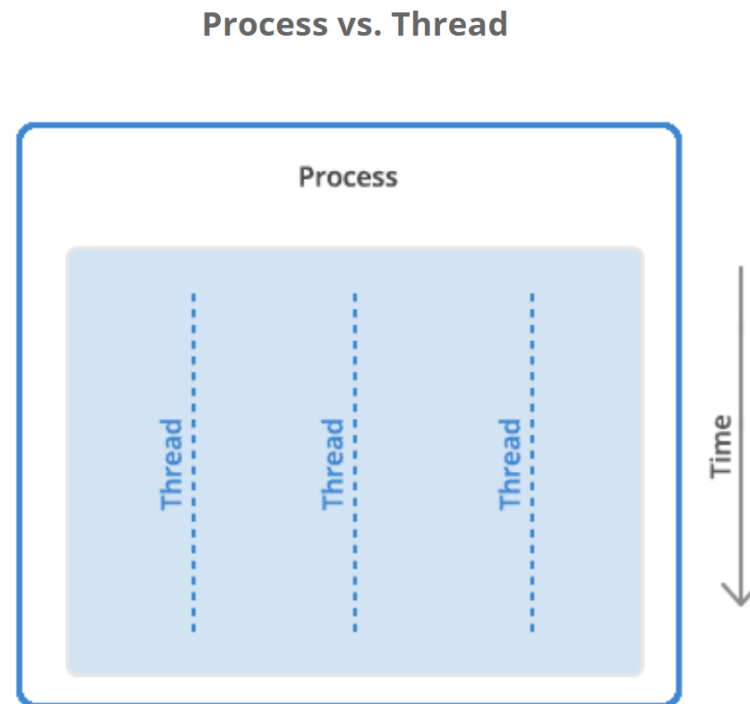 Process vs. Thread
Process
Thread
Thread
Thread
Time